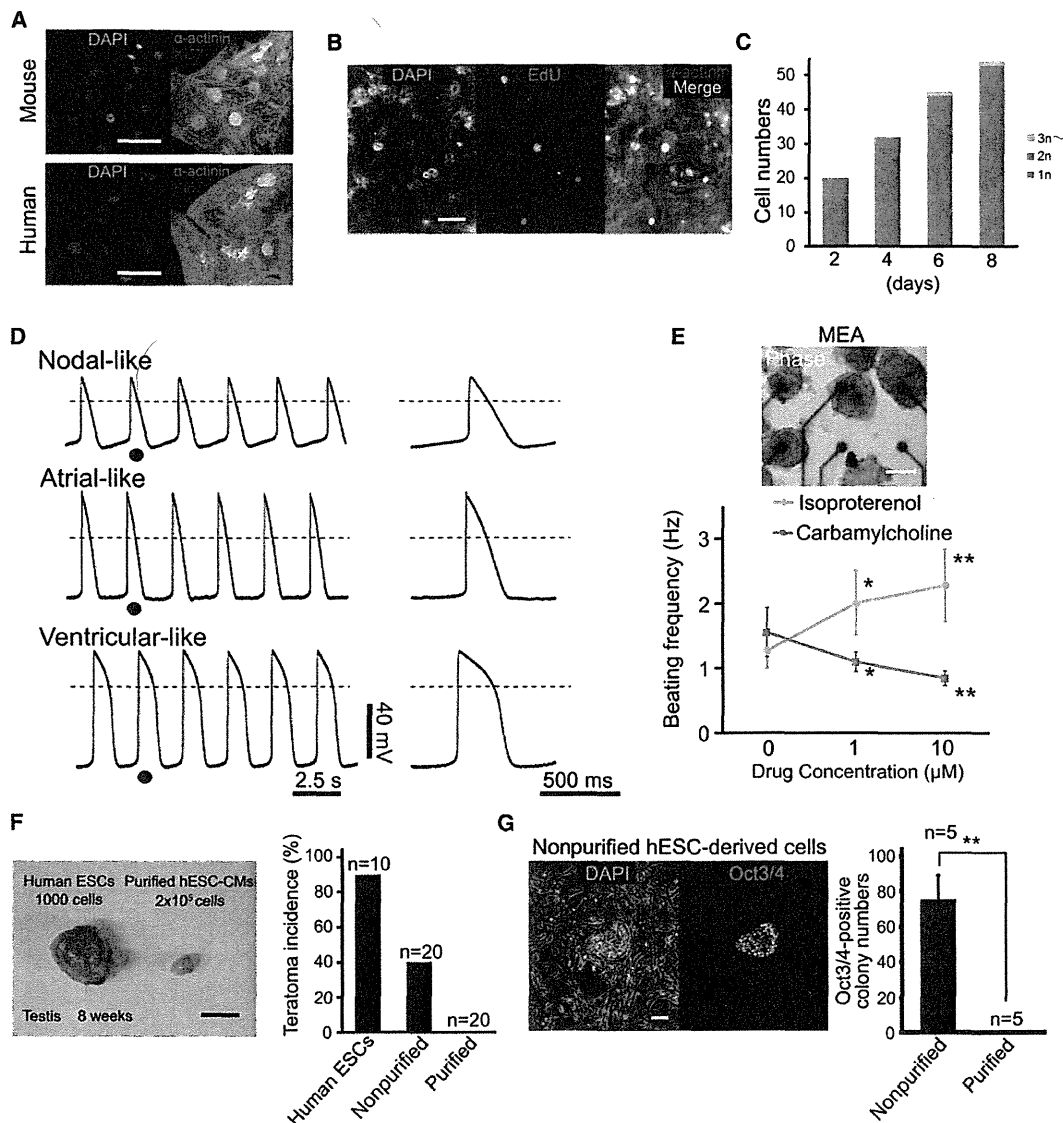 A
DAPI
α-actinin
Mouse
DAPI
α-actinin
Human
B
DAPI
EdU
α-actinin
Merge
C
Cell numbers
50
40
30
20
10
0
2 4 6 8
(days)
3n~
2n
1n
D
Nodal-like
Atrial-like
Ventricular-like
40 mV
2.5 s
500 ms
E
MEA
Phase
Isoproterenol
Carbamylcholine
Beating frequency (Hz)
3
2
1
0
*
**
*
**
0 1 10
Drug Concentration (µM)
F
Human ESCs
1000 cells
Purified hESC-CMs
2x10⁵ cells
Testis 8 weeks
Teratoma incidence (%)
100
80
60
40
20
0
n=10
n=20
n=20
Human ESCs
Nonpurified
Purified
G
Nonpurified hESC-derived cells
DAPI
Oct3/4
Oct3/4-positive
colony numbers
100
80
60
40
20
0
n=5
**
n=5
Nonpurified
Purified